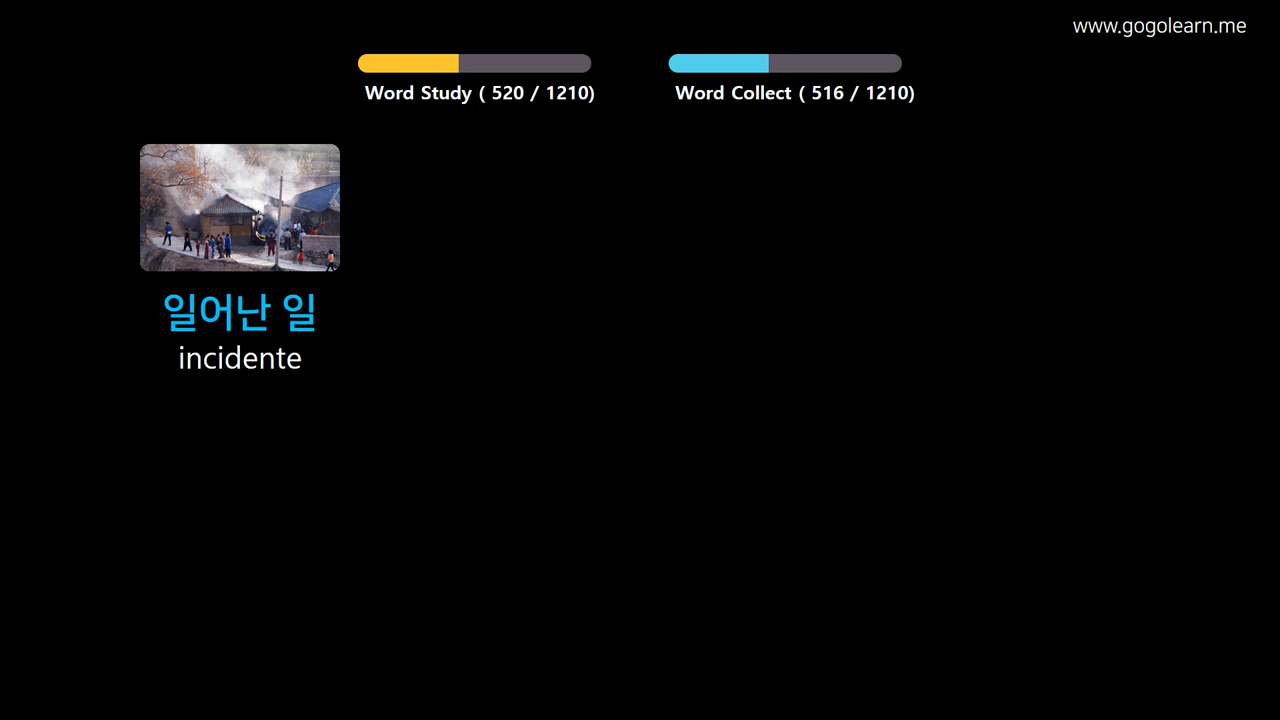 www.gogolearn.me
Word Study ( 520 / 1210)
Word Collect ( 516 / 1210)
일어난 일
incidente